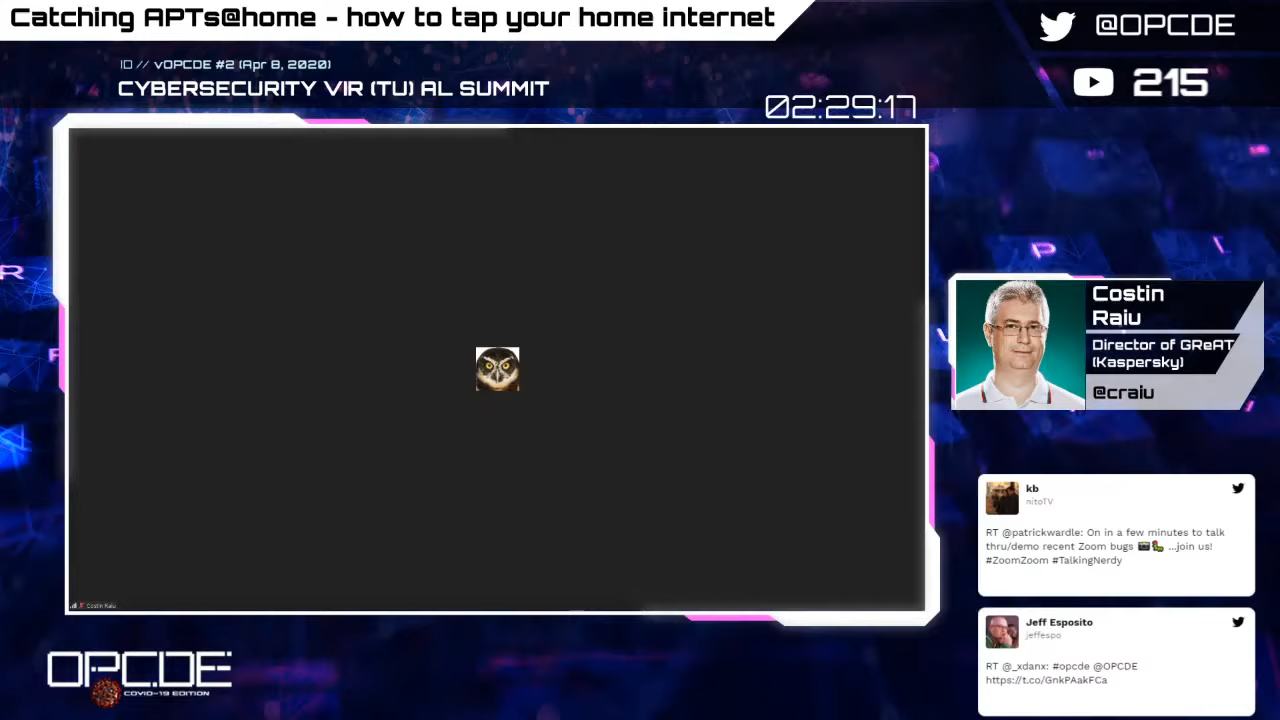 Catching APTs@home - how to tap your home internet
@OPCDE
ID // vOPCDE #2 (Apr 8, 2020)
CYBERSECURITY VIR (TU) AL SUMMIT
215
02:29:17
P
R
Costin
Raiu
Director of GReAT
(Kaspersky)
@craiu
kb
nitoTV
RT @patrickwardle: On in a few minutes to talk
thru/demo recent Zoom bugs 📷🐛 ...join us!
#ZoomZoom #TalkingNerdy
Costin Raiu
Jeff Esposito
jeffespo
RT @_xdanx: #opcde @OPCDE
https://t.co/GnkPAakFCa
OPCDE
COVID-19 EDITION